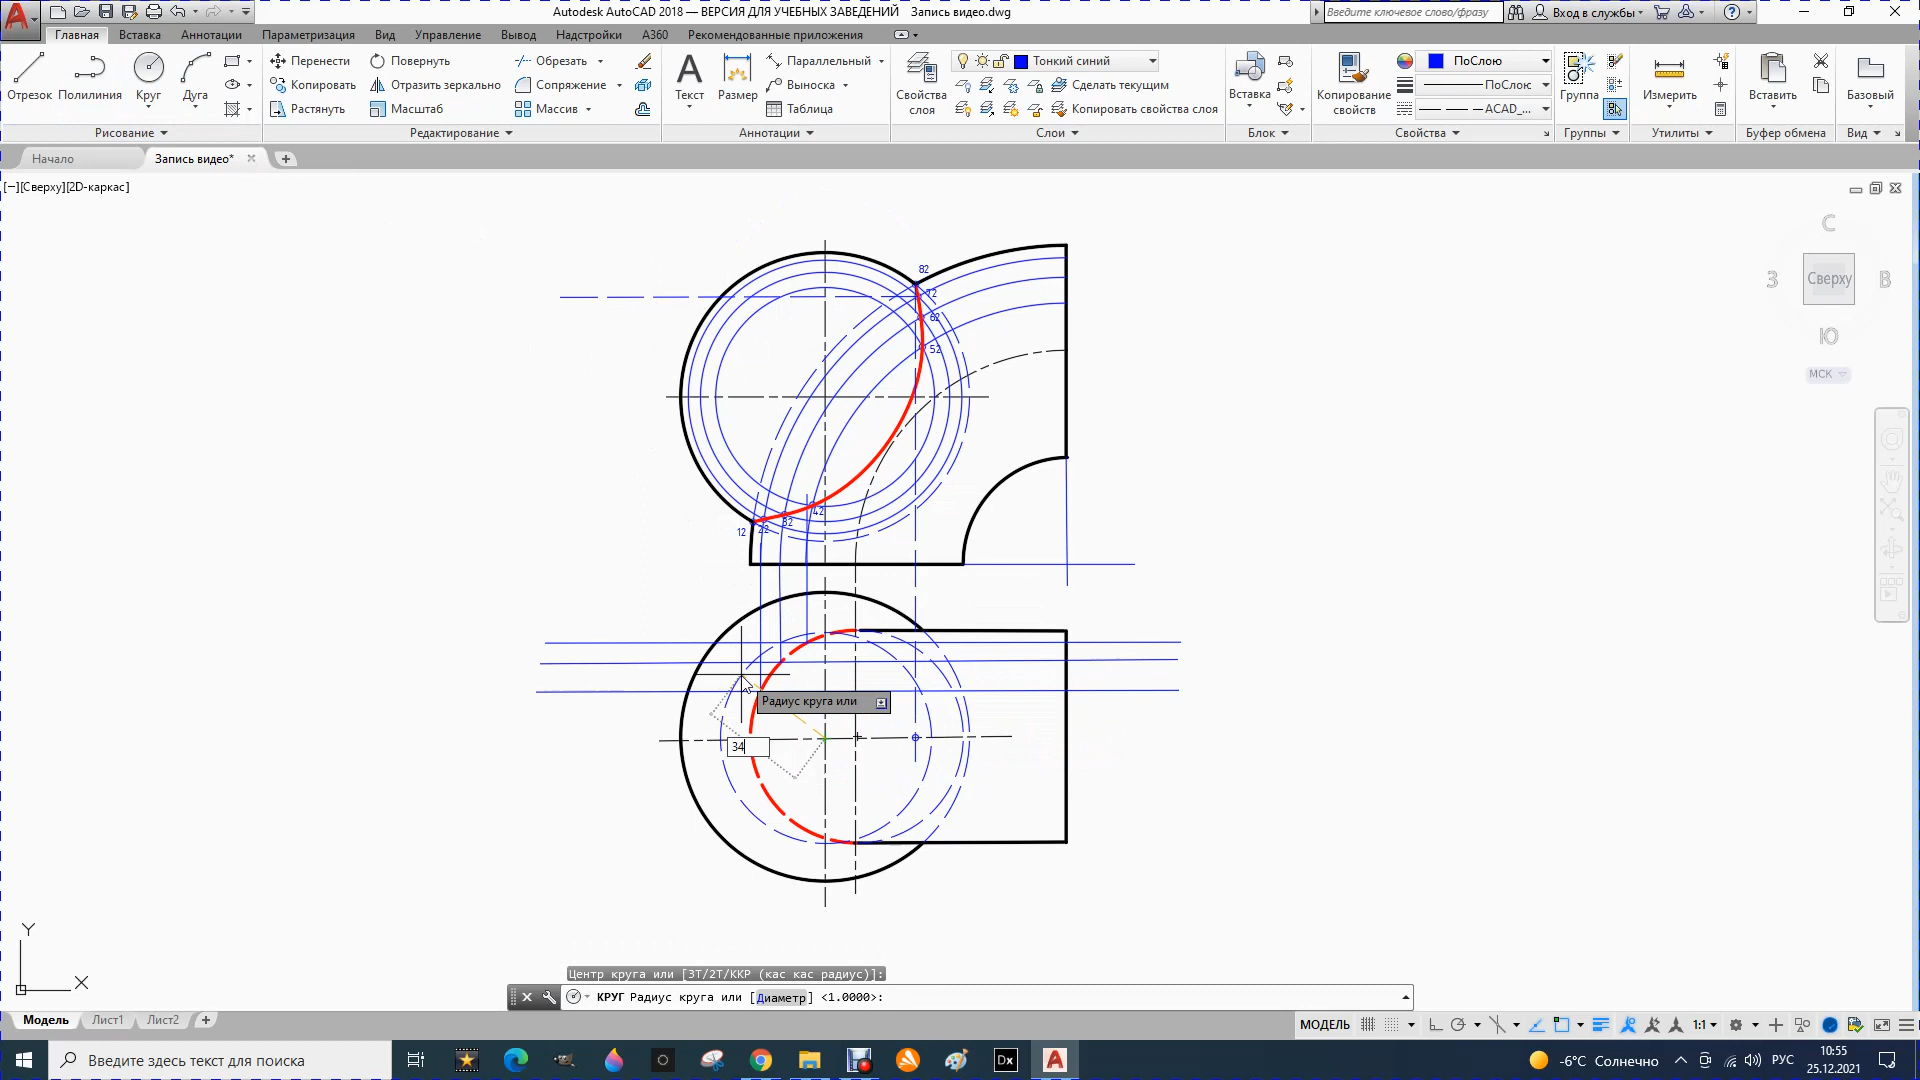 Autodesk AutoCAD 2018 — ВЕРСИЯ ДЛЯ УЧЕБНЫХ ЗАВЕДЕНИЙ Запись видео.dwg
Введите ключевое слово/фразу
Вход в службы
Главная Вставка Аннотации Параметризация Вид Управление Вывод Надстройки A360 Рекомендованные приложения
Отрезок Полилиния Круг Дуга
Перенести Повернуть Обрезать
Копировать Отразить зеркально Сопряжение
Растянуть Масштаб Массив
Текст Размер
Параллельный
Выноска
Таблица
Свойства слоя
Тонкий синий
Сделать текущим
Копировать свойства слоя
Вставка
Копирование свойств
ПоСлою
ПоСлою
ACAD_...
Группа
Измерить
Вставить
Базовый
Рисование Редактирование Аннотации Слои Блок Свойства Группы Утилиты Буфер обмена Вид
Начало Запись видео*
[−][Сверху][2D-каркас]
С
З Сверху В
Ю
МСК
82
72
62
52
42
32
22
12
Радиус круга или
34
Y
X
Центр круга или [3Т/2Т/ККР (кас кас радиус)]:
КРУГ Радиус круга или [Диаметр] <1.0000>:
Модель Лист1 Лист2
МОДЕЛЬ 1:1
Введите здесь текст для поиска
Dx
-6°C Солнечно
РУС
10:55
25.12.2021